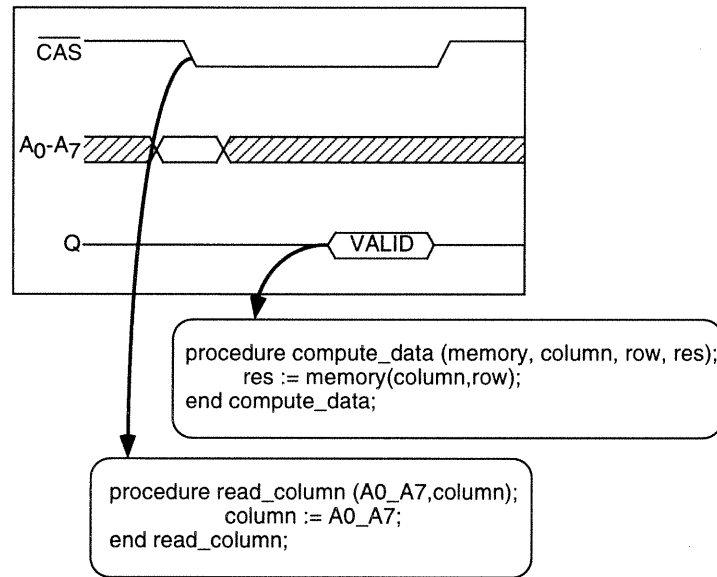 CAS
A0-A7
Q
VALID
procedure compute_data (memory, column, row, res);
res := memory(column,row);
end compute_data;
procedure read_column (A0_A7,column);
column := A0_A7;
end read_column;